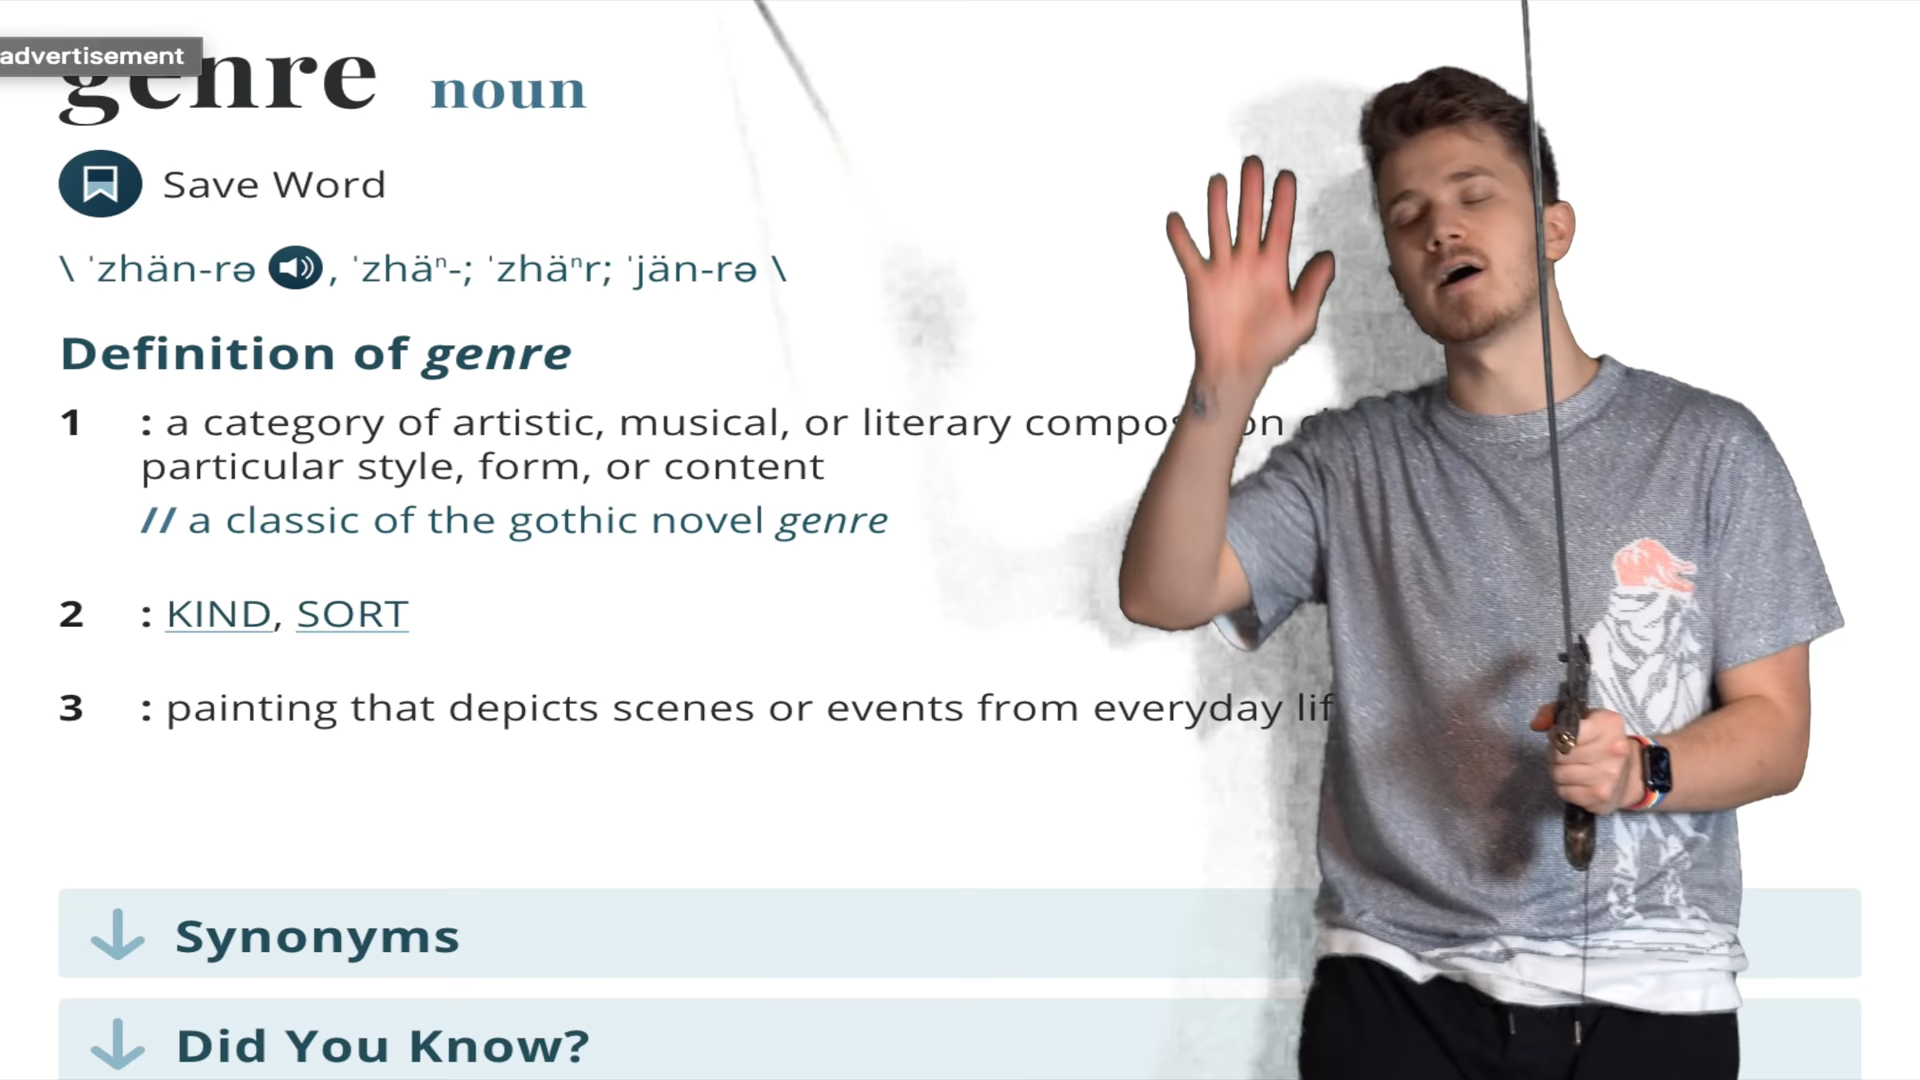 advertisement
genre noun
Save Word
\ ˈzhän-rə , ˈzhäⁿ-; ˈzhäⁿr; ˈjän-rə \
Definition of genre
1 : a category of artistic, musical, or literary
particular style, form, or content
// a classic of the gothic novel genre
2 : KIND, SORT
3 : painting that depicts scenes or events from everyday
Synonyms
Did You Know?